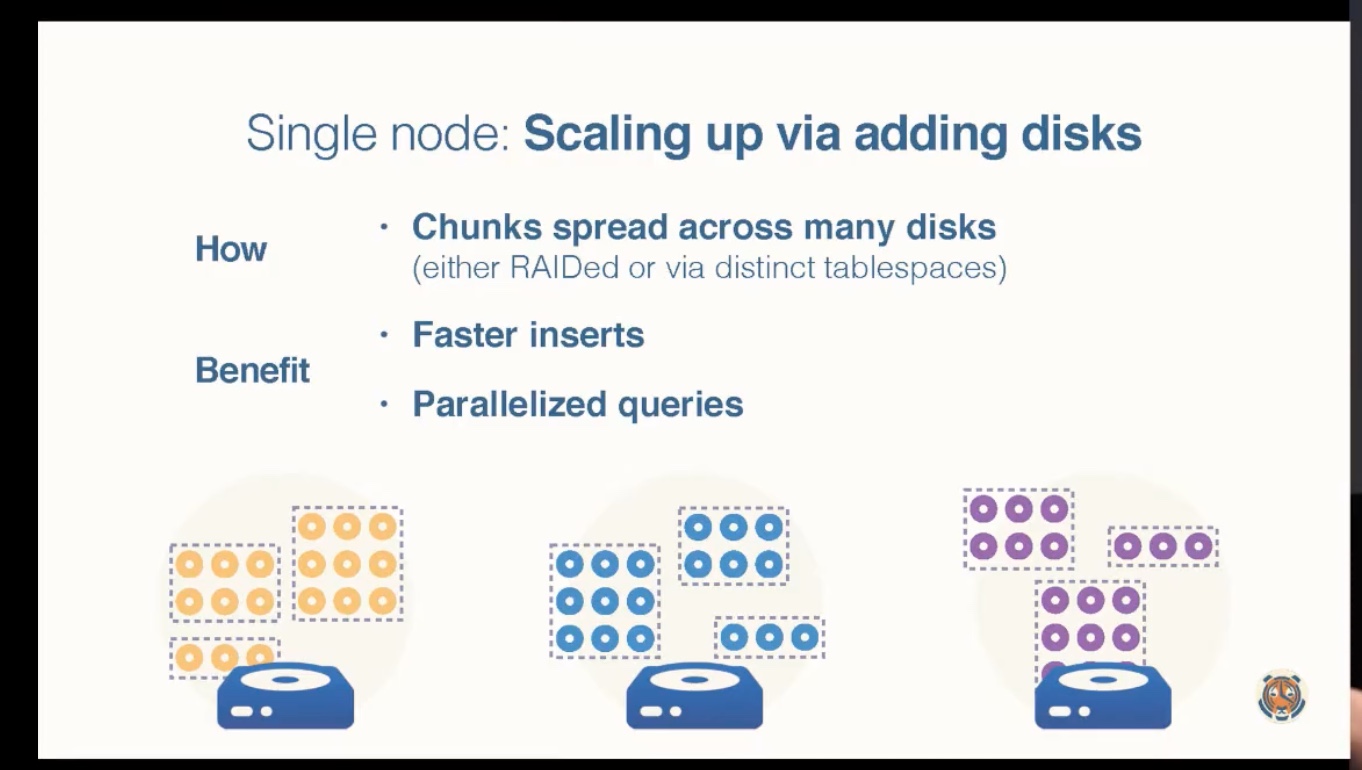 Single node: Scaling up via adding disks
How
• Chunks spread across many disks
(either RAIDed or via distinct tablespaces)
Benefit
• Faster inserts
• Parallelized queries